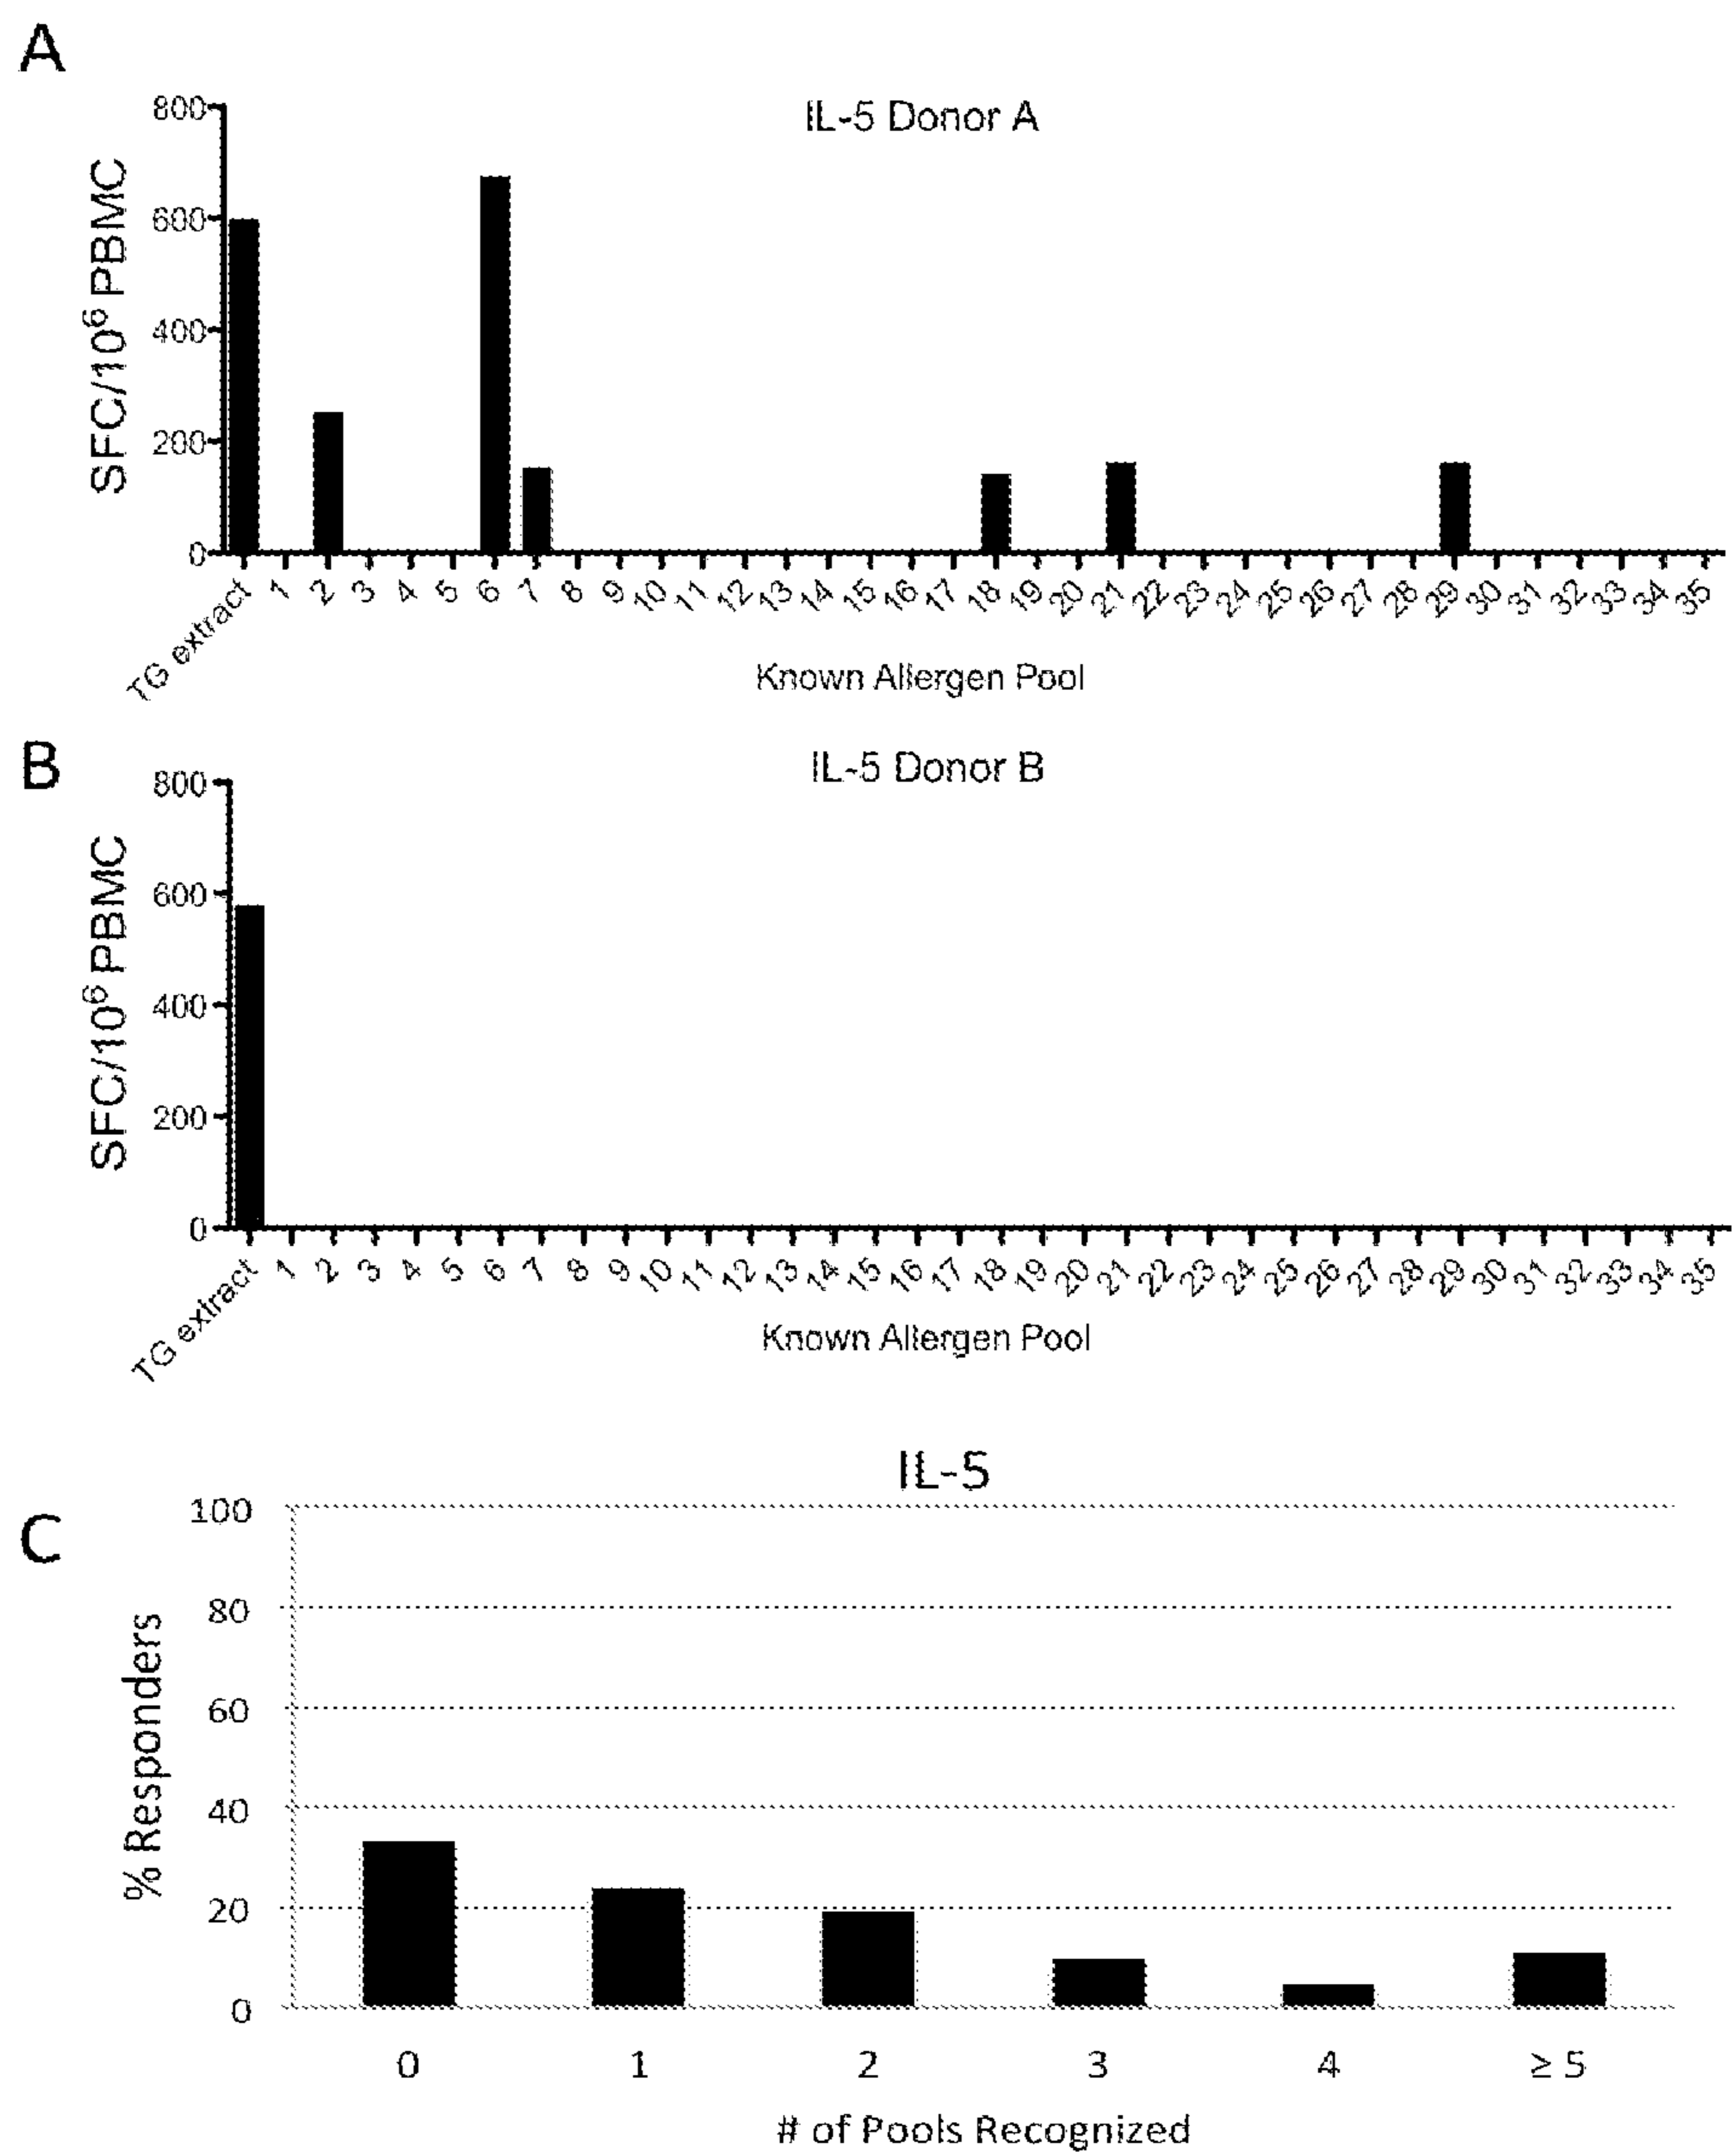 A
IL-5 Donor A
SFC/10⁶ PBMC
800
600
400
200
0
TG extract 1 2 3 4 5 6 7 8 9 10 11 12 13 14 15 16 17 18 19 20 21 22 23 24 25 26 27 28 29 30 31 32 33 34 35
Known Allergen Pool
B
IL-5 Donor B
SFC/10⁶ PBMC
800
600
400
200
0
TG extract 1 2 3 4 5 6 7 8 9 10 11 12 13 14 15 16 17 18 19 20 21 22 23 24 25 26 27 28 29 30 31 32 33 34 35
Known Allergen Pool
C
IL-5
% Responders
100
80
60
40
20
0
0 1 2 3 4 ≥ 5
# of Pools Recognized